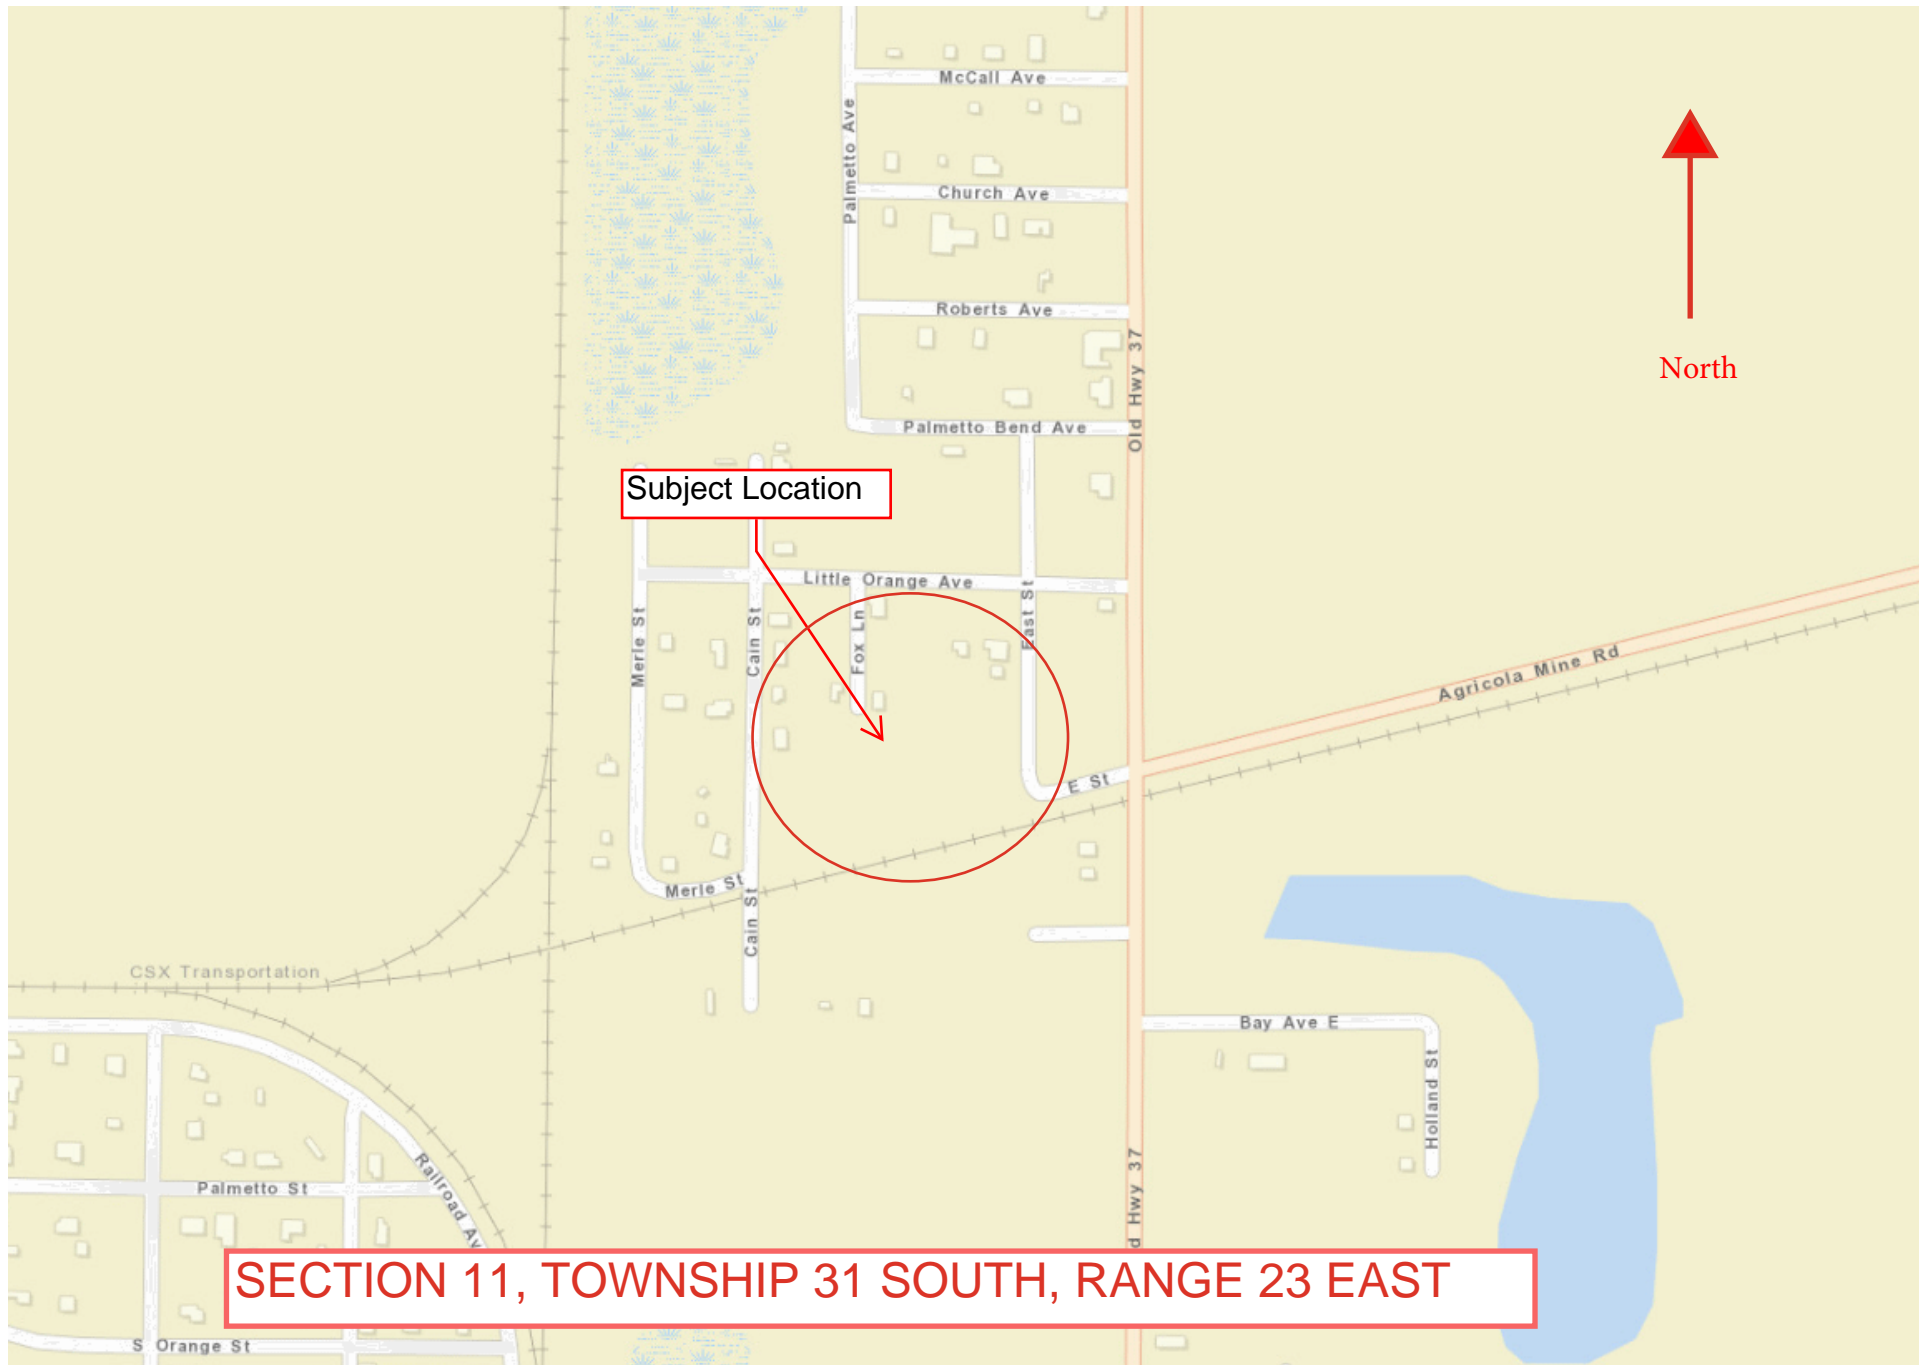 McCall Ave
Palmetto Ave
Church Ave
Roberts Ave
Old Hwy 37
North
Palmetto Bend Ave
Subject Location
Little Orange Ave
Merle St
Cain St
Fox Ln
East St
Agricola Mine Rd
E St
Merle St
Cain St
CSX Transportation
Bay Ave E
Holland St
Palmetto St
Railroad Av
d Hwy 37
SECTION 11, TOWNSHIP 31 SOUTH, RANGE 23 EAST
S Orange St